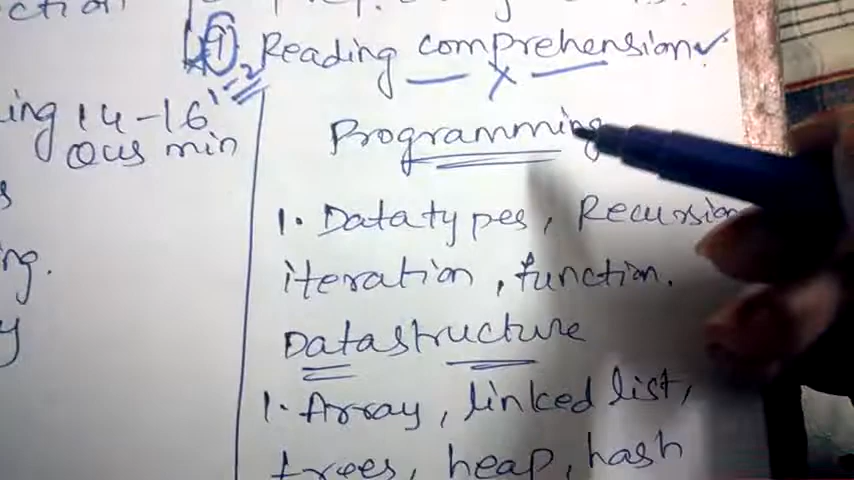 Reading comprehension
ing 14-16
Ques min
ing.
Programming
1. Datatypes, Recursion
iteration, function.
Datastructure
1. Array, linked list,
trees, heap, hash